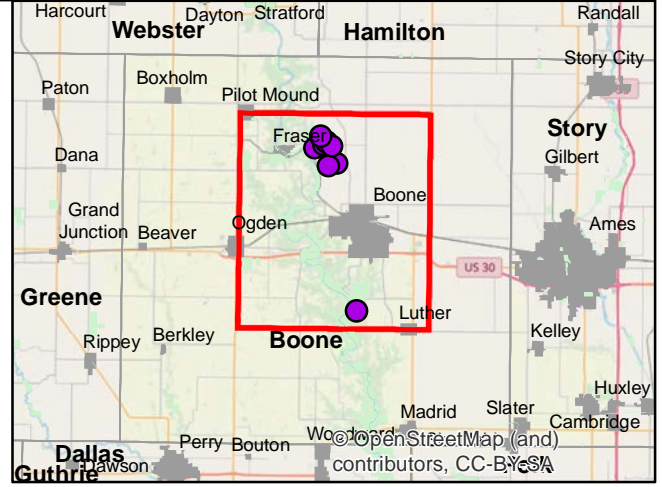 Harcourt
Dayton
Stratford
Randall
Webster
Hamilton
Story City
Boxholm
Paton
Pilot Mound
Story
Fraser
Dana
Gilbert
Boone
Grand
Junction
Beaver
Ogden
Ames
US 30
Greene
Luther
Rippey
Berkley
Boone
Kelley
Huxley
Madrid
Slater
Cambridge
Perry
Bouton
Dallas
Dawson
Guthrie
© OpenStreetMap (and)
contributors, CC-BY-SA